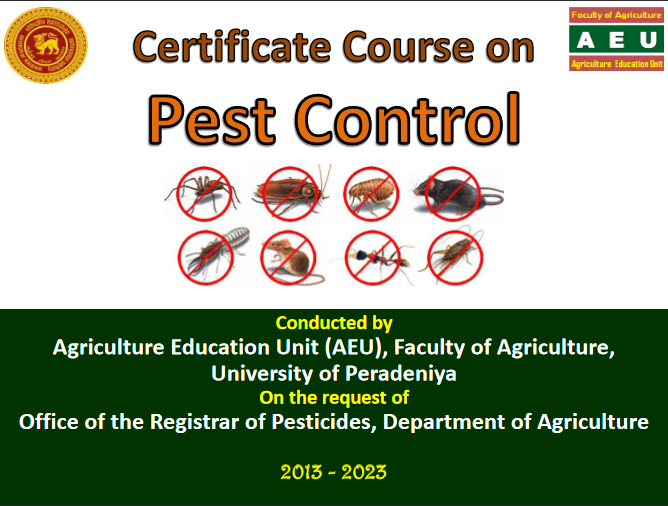 Certificate Course on
Faculty of Agriculture
A E U
Agriculture Education Unit
Pest Control
Conducted by
Agriculture Education Unit (AEU), Faculty of Agriculture,
University of Peradeniya
On the request of
Office of the Registrar of Pesticides, Department of Agriculture
2013 - 2023